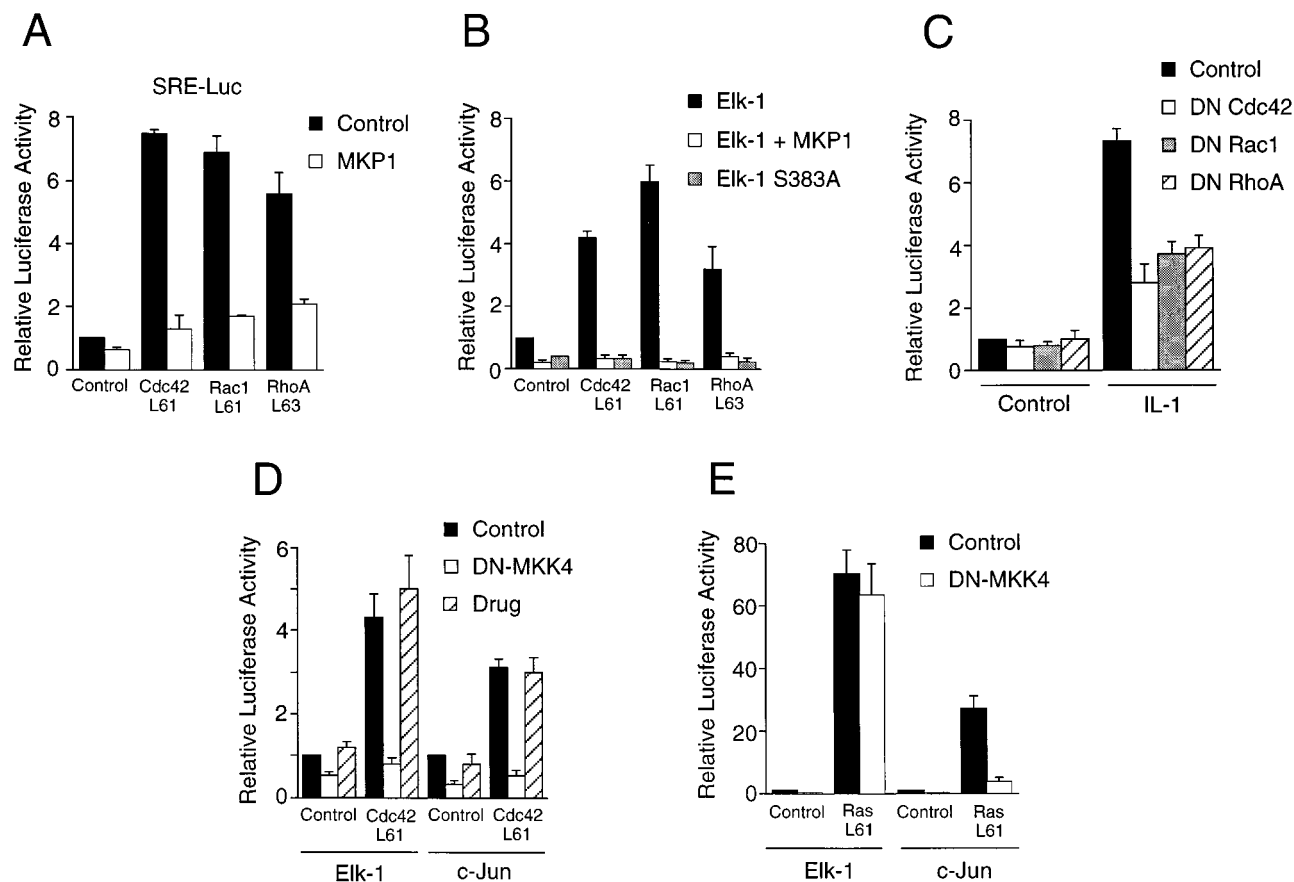 A
SRE-Luc
Relative Luciferase Activity
8
6
4
2
0
Control
MKP1
Control
Cdc42
L61
Rac1
L61
RhoA
L63
B
Relative Luciferase Activity
8
6
4
2
0
Elk-1
Elk-1 + MKP1
Elk-1 S383A
Control
Cdc42
L61
Rac1
L61
RhoA
L63
C
Relative Luciferase Activity
8
6
4
2
0
Control
DN Cdc42
DN Rac1
DN RhoA
Control
IL-1
D
Relative Luciferase Activity
6
4
2
0
Control
DN-MKK4
Drug
Control
Cdc42
L61
Control
Cdc42
L61
Elk-1
c-Jun
E
Relative Luciferase Activity
80
60
40
20
0
Control
DN-MKK4
Control
Ras
L61
Control
Ras
L61
Elk-1
c-Jun